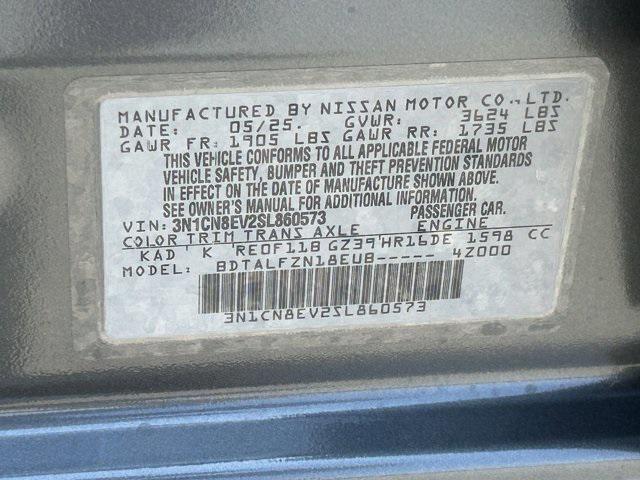 MANUFACTURED BY NISSAN MOTOR CO., LTD.
DATE: 05/25. GVWR: 3624 LBS
GAWR FR: 1905 LBS GAWR RR: 1735 LBS
THIS VEHICLE CONFORMS TO ALL APPLICABLE FEDERAL MOTOR
VEHICLE SAFETY, BUMPER AND THEFT PREVENTION STANDARDS
IN EFFECT ON THE DATE OF MANUFACTURE SHOWN ABOVE.
SEE OWNER'S MANUAL FOR ADDITIONAL INFORMATION.
VIN: 3N1CN8EV2SL860573 PASSENGER CAR.
COLOR TRIM TRANS AXLE ENGINE
KAD K RE0F11B GZ39 HR16DE 1598 CC
BDTALFZN18EUB----- 4Z000
3N1CN8EV2SL860573